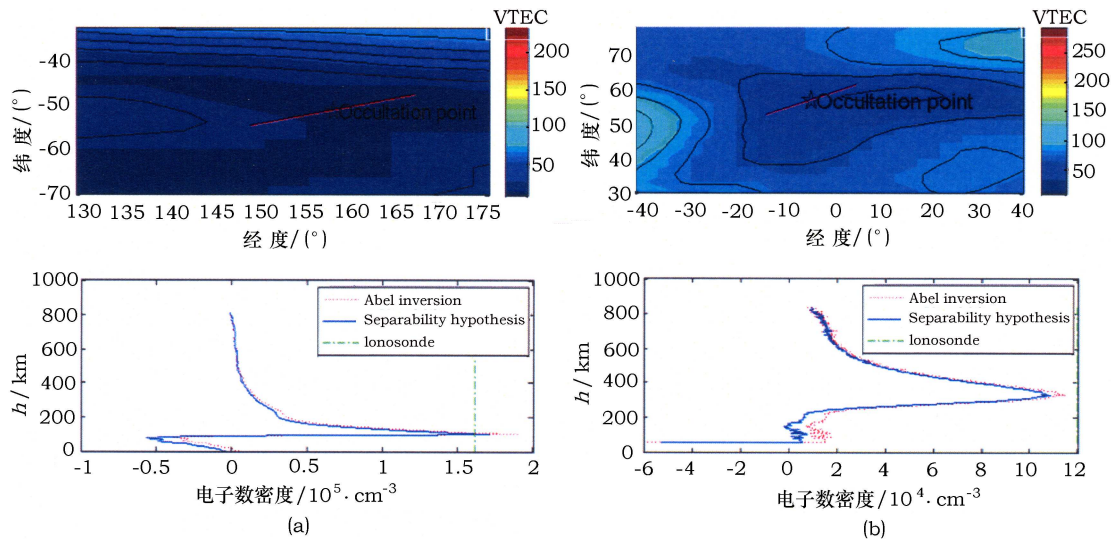 VTEC
-40
-50
-60
-70
纬 度/(°)
130 135 140 145 150 155 160 165 170 175
经 度/(°)
Occultation point
200
150
100
50
VTEC
70
60
50
40
30
纬 度/(°)
-40 -30 -20 -10 0 10 20 30 40
经 度/(°)
☆Occultation point
250
200
150
100
50
1000
800
600
400
200
0
h / km
-1 -0.5 0 0.5 1 1.5 2
电子数密度 /10⁵· cm⁻³
Abel inversion
Separability hypothesis
Ionosonde
(a)
1000
800
600
400
200
0
h / km
-6 -4 -2 0 2 4 6 8 10 12
电子数密度 /10⁴· cm⁻³
Abel inversion
Separability hypothesis
Ionosonde
(b)